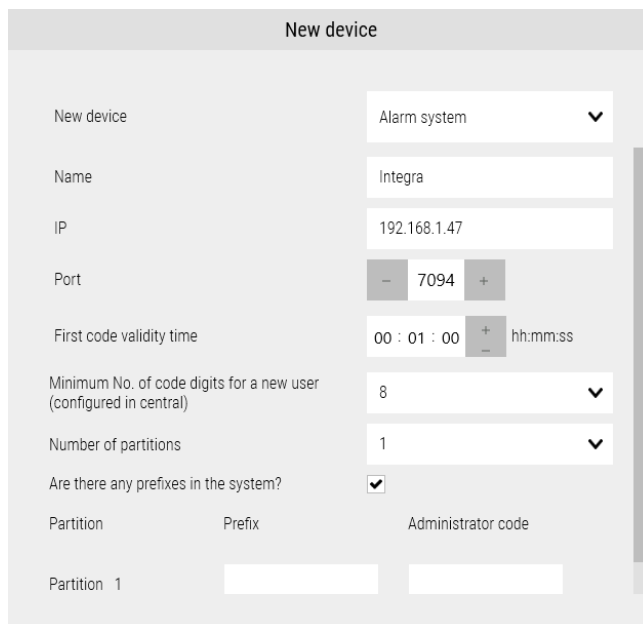 New device
New device Alarm system
Name Integra
IP 192.168.1.47
Port − 7094 +
First code validity time 00 : 01 : 00 + − hh:mm:ss
Minimum No. of code digits for a new user
(configured in central) 8
Number of partitions 1
Are there any prefixes in the system?
Partition Prefix Administrator code
Partition 1